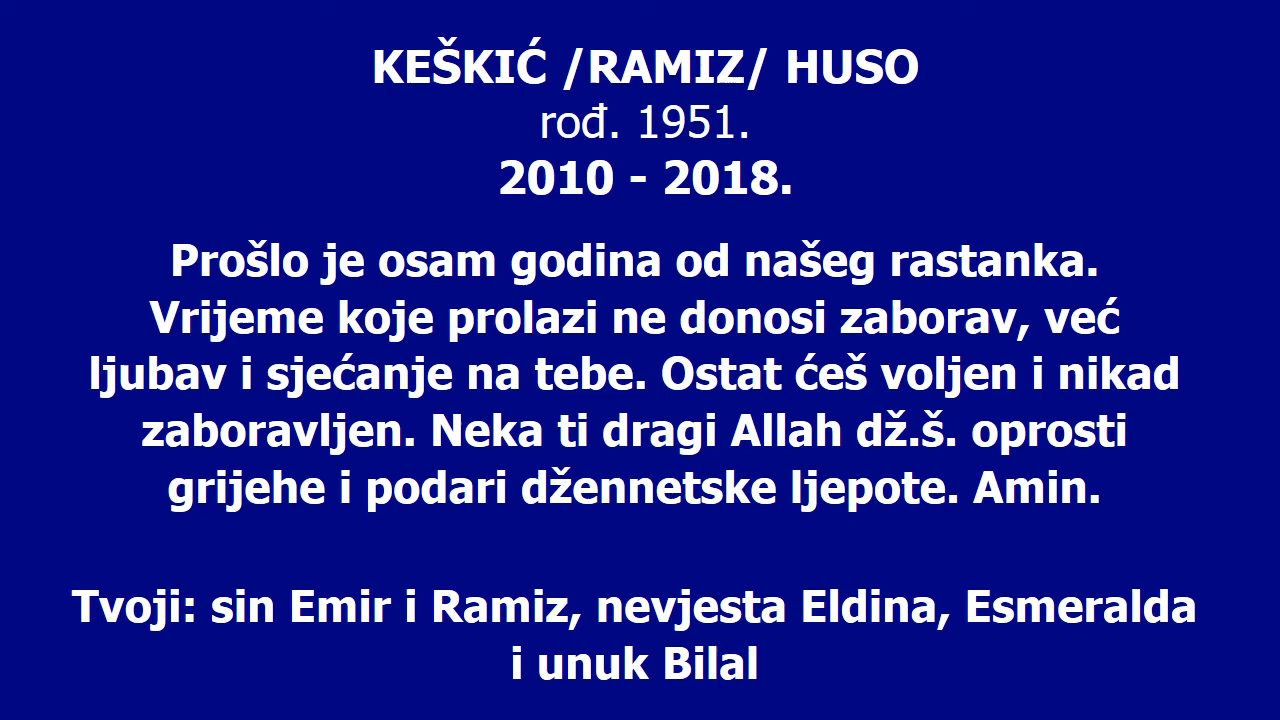 KEŠKIĆ /RAMIZ/ HUSO
rođ. 1951.
2010 - 2018.
Prošlo je osam godina od našeg rastanka.
Vrijeme koje prolazi ne donosi zaborav, već
ljubav i sjećanje na tebe. Ostat ćeš voljen i nikad
zaboravljen. Neka ti dragi Allah dž.š. oprosti
grijehe i podari džennetske ljepote. Amin.
Tvoji: sin Emir i Ramiz, nevjesta Eldina, Esmeralda
i unuk Bilal